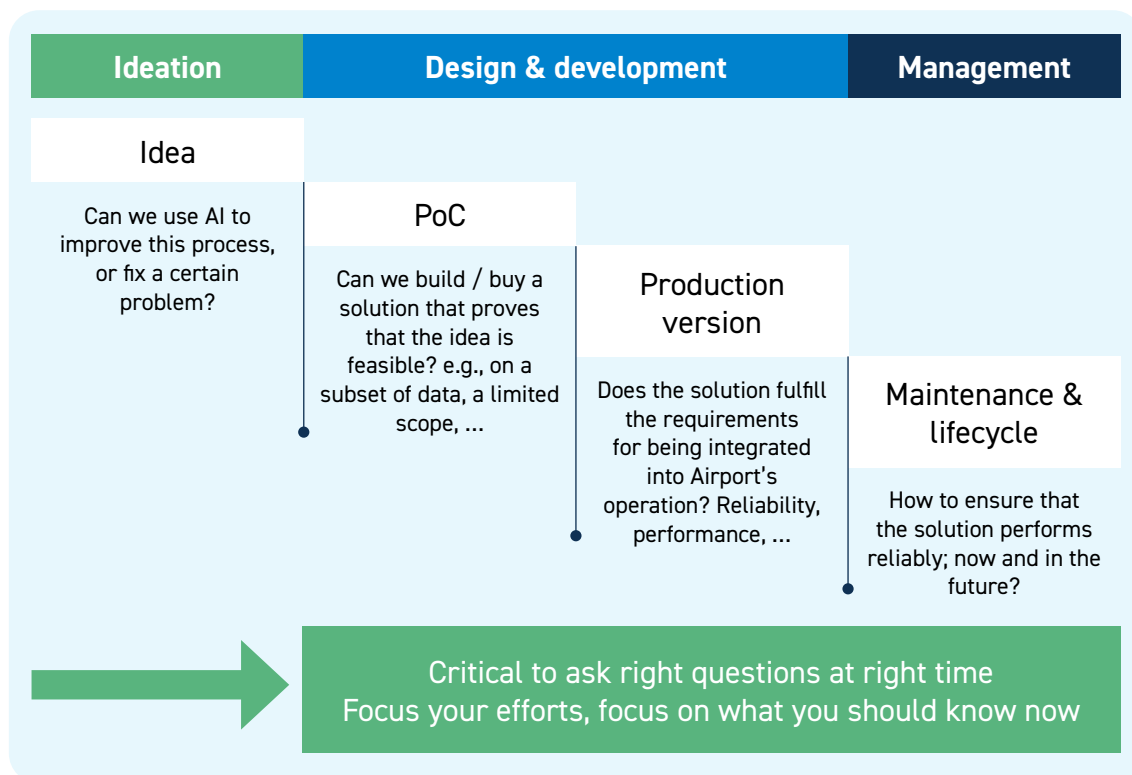 Ideation
Design & development
Management
Idea
Can we use AI to
improve this process,
or fix a certain
problem?
PoC
Can we build / buy a
solution that proves
that the idea is
feasible? e.g., on a
subset of data, a limited
scope, ...
Production
version
Does the solution fulfill
the requirements
for being integrated
into Airport's
operation? Reliability,
performance, ...
Maintenance &
lifecycle
How to ensure that
the solution performs
reliably; now and in the
future?
Critical to ask right questions at right time
Focus your efforts, focus on what you should know now